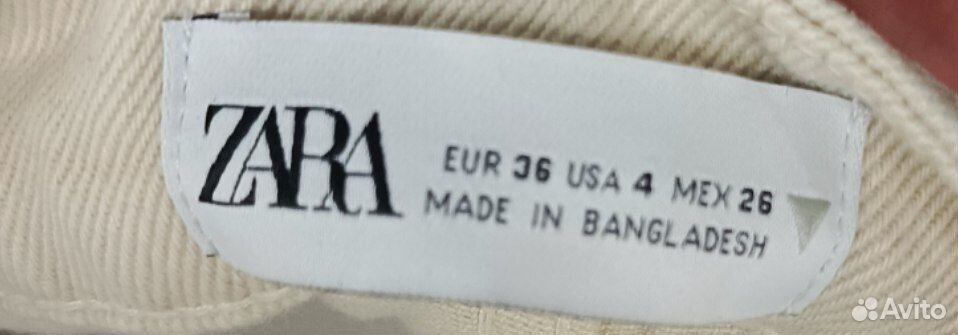 ZARA
EUR 36 USA 4 MEX 26
MADE IN BANGLADESH
Avito